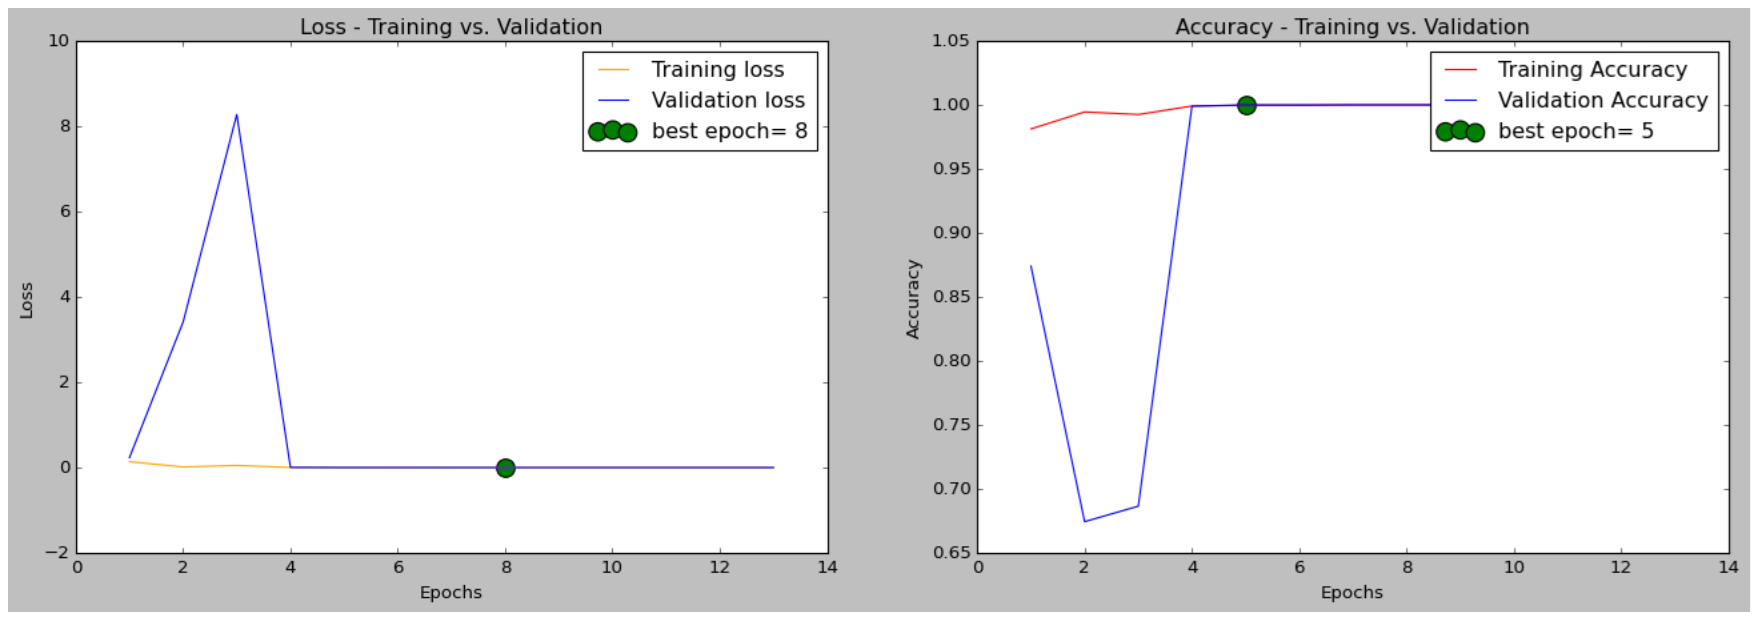 Loss - Training vs. Validation
10
8
6
4
2
0
−2
Loss
0 2 4 6 8 10 12 14
Epochs
Training loss
Validation loss
best epoch= 8
Accuracy - Training vs. Validation
1.05
1.00
0.95
0.90
0.85
0.80
0.75
0.70
0.65
Accuracy
0 2 4 6 8 10 12 14
Epochs
Training Accuracy
Validation Accuracy
best epoch= 5